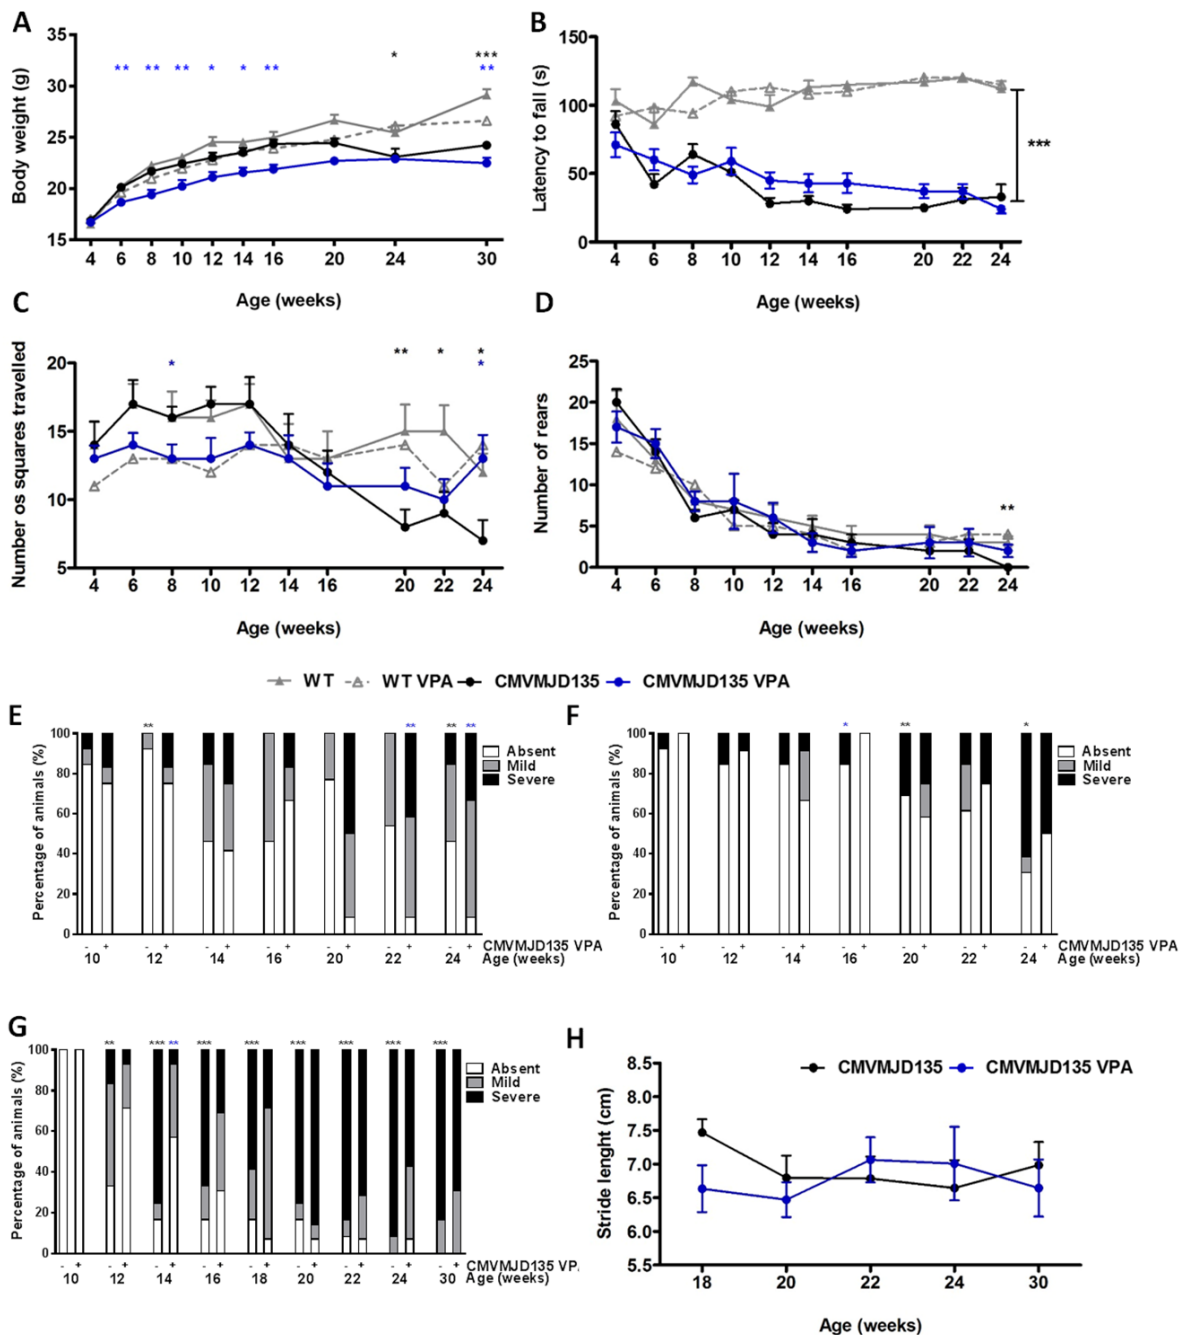 A
Body weight (g)
35
30
25
20
15
** ** ** * * ** * ***
**
4 6 8 10 12 14 16 20 24 30
Age (weeks)
B
Latency to fall (s)
150
100
50
0
***
4 6 8 10 12 14 16 20 22 24
Age (weeks)
C
Number os squares travelled
20
15
10
5
** * *
* *
4 6 8 10 12 14 16 20 22 24
Age (weeks)
D
Number of rears
25
20
15
10
5
0
**
4 6 8 10 12 14 16 20 22 24
Age (weeks)
WT WT VPA CMVMJD135 CMVMJD135 VPA
E
Percentage of animals (%)
100
80
60
40
20
0
** ** ** **
Absent
Mild
Severe
- + - + - + - + - + - + - + CMVMJD135 VPA
10 12 14 16 20 22 24 Age (weeks)
F
Percentage of animals (%)
100
80
60
40
20
0
* ** *
Absent
Mild
Severe
- + - + - + - + - + - + - + CMVMJD135 VPA
10 12 14 16 20 22 24 Age (weeks)
G
Percentage of animals (%)
100
80
60
40
20
0
** *** ** *** *** *** *** *** ***
Absent
Mild
Severe
- + - + - + - + - + - + - + - + - + CMVMJD135 VP
10 12 14 16 18 20 22 24 30 Age (weeks)
H
Stride lenght (cm)
8.5
8.0
7.5
7.0
6.5
6.0
5.5
CMVMJD135 CMVMJD135 VPA
18 20 22 24 30
Age (weeks)